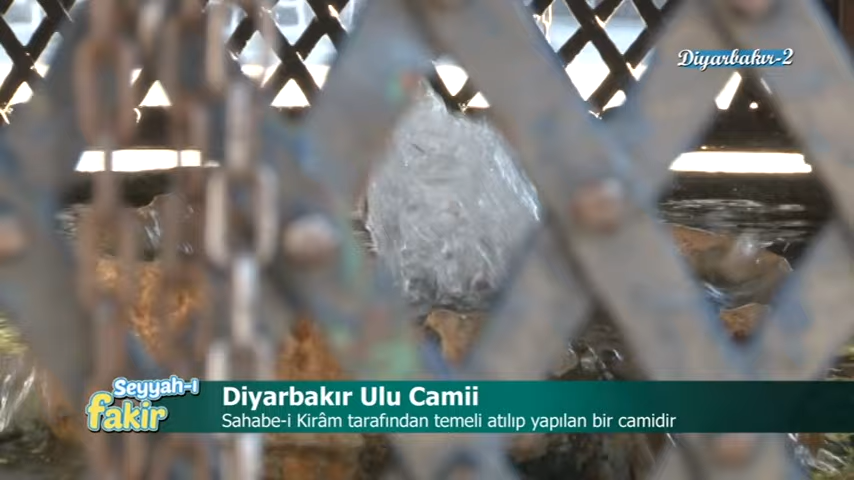 Diyarbakır-2
Seyyah-ı
fakir
Diyarbakır Ulu Camii
Sahabe-i Kirâm tarafından temeli atılıp yapılan bir camidir